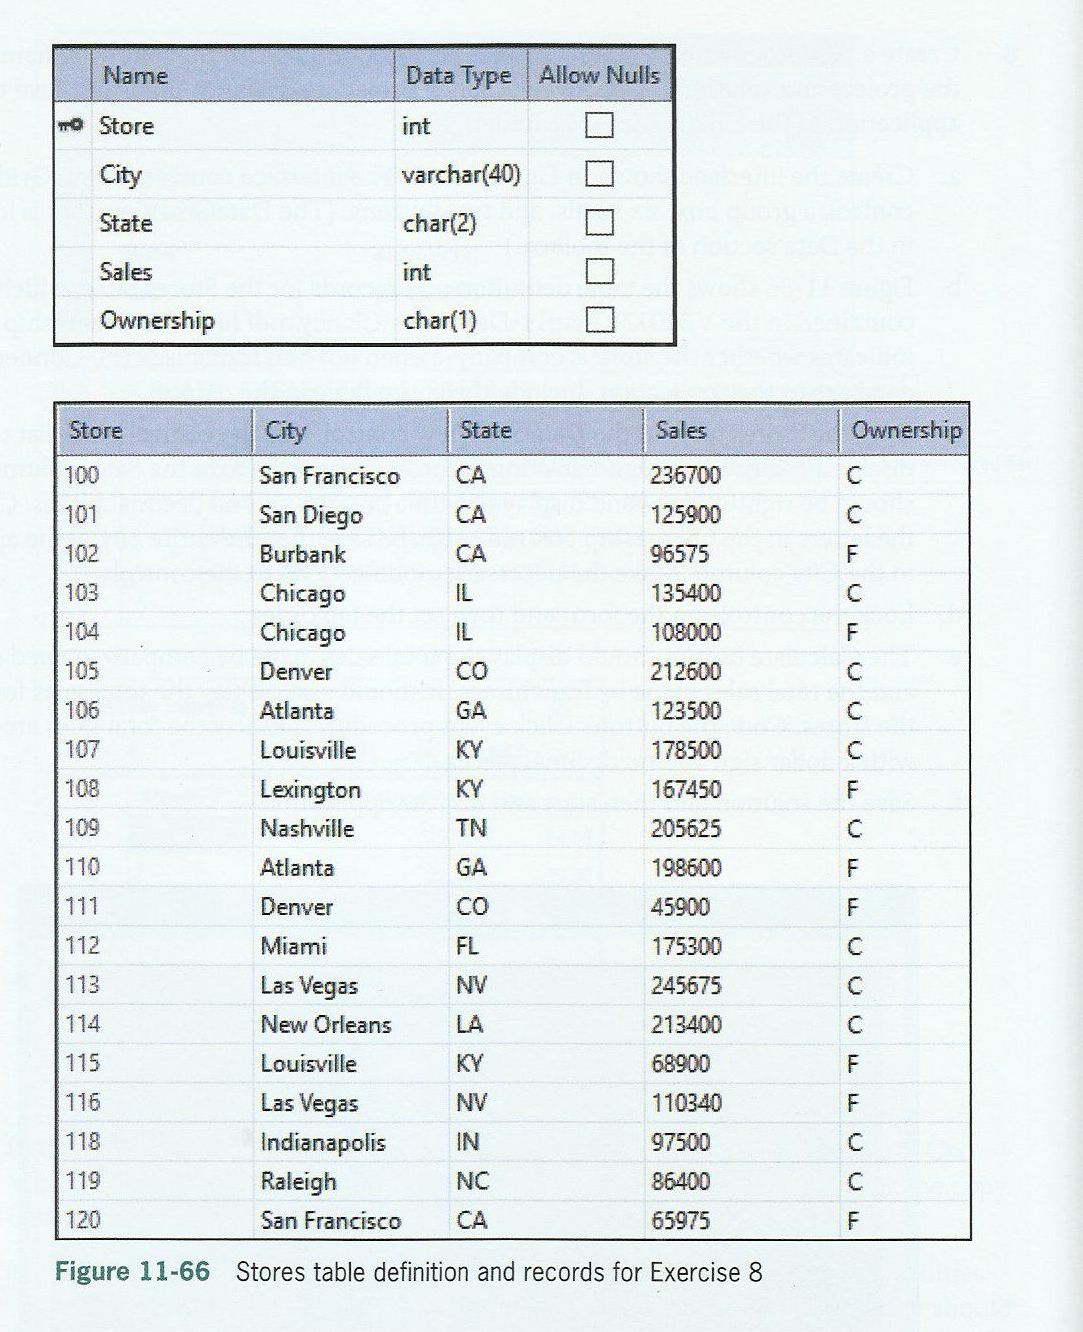 Name Data Type Allow Nulls
Store int
City varchar(40)
State char(2)
Sales int
Ownership char(1)
Store City State Sales Ownership
100 San Francisco CA 236700 C
101 San Diego CA 125900 C
102 Burbank CA 96575 F
103 Chicago IL 135400 C
104 Chicago IL 108000 F
105 Denver CO 212600 C
106 Atlanta GA 123500 C
107 Louisville KY 178500 C
108 Lexington KY 167450 F
109 Nashville TN 205625 C
110 Atlanta GA 198600 F
111 Denver CO 45900 F
112 Miami FL 175300 C
113 Las Vegas NV 245675 C
114 New Orleans LA 213400 C
115 Louisville KY 68900 F
116 Las Vegas NV 110340 F
118 Indianapolis IN 97500 C
119 Raleigh NC 86400 C
120 San Francisco CA 65975 F
Figure 11-66 Stores table definition and records for Exercise 8